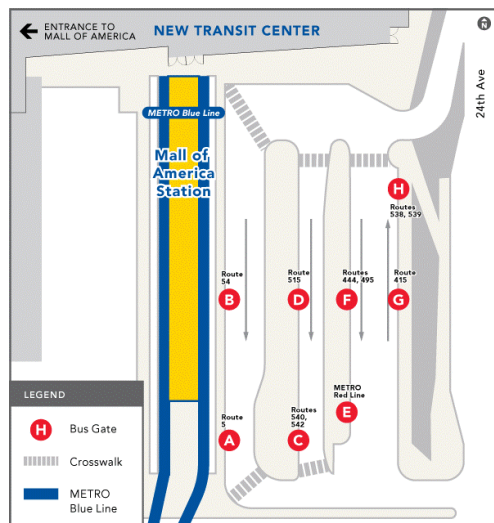 ENTRANCE TO
MALL OF AMERICA
NEW TRANSIT CENTER
N
24th Ave
METRO Blue Line
Mall of
America
Station
H
Routes
538, 539
Route
54
B
Route
515
D
Routes
444, 495
F
Route
415
G
METRO
Red Line
E
Route
5
A
Routes
540,
542
C
LEGEND
H Bus Gate
Crosswalk
METRO
Blue Line